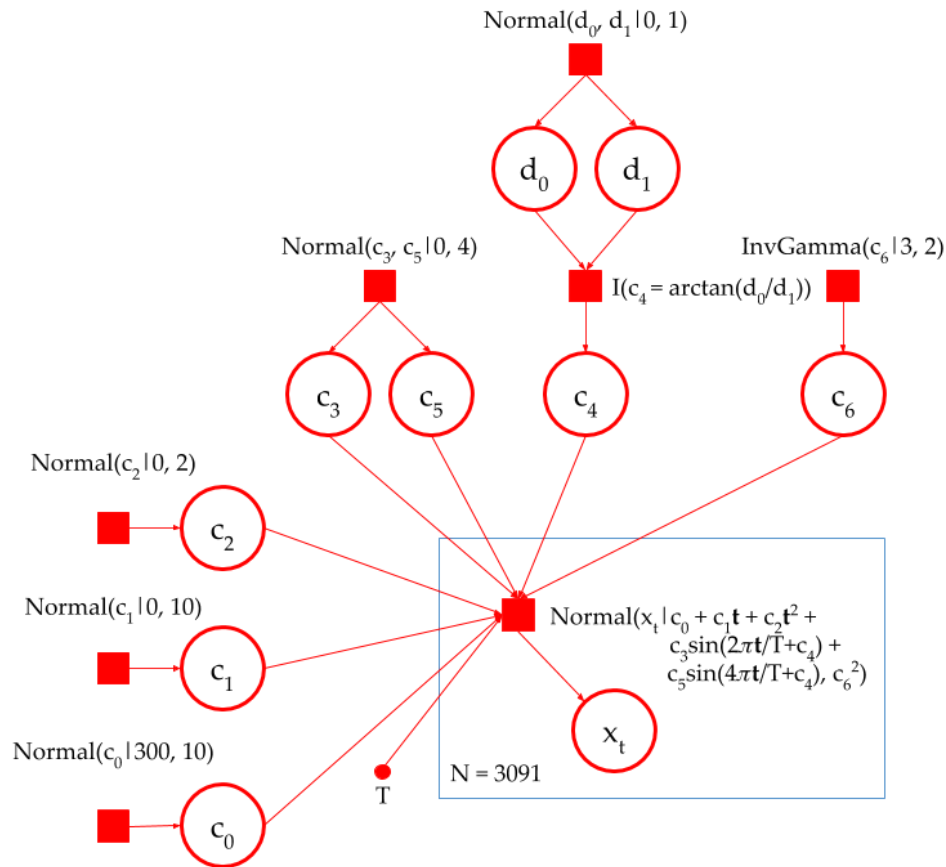 Normal(d₀, d₁|0, 1)
d₀
d₁
Normal(c₃, c₅|0, 4)
I(c₄ = arctan(d₀/d₁))
InvGamma(c₆|3, 2)
c₃
c₅
c₄
c₆
Normal(c₂|0, 2)
c₂
Normal(c₁|0, 10)
c₁
Normal(xₜ|c₀ + c₁t + c₂t² +
c₃sin(2πt/T+c₄) +
c₅sin(4πt/T+c₄), c₆²)
xₜ
Normal(c₀|300, 10)
c₀
T
N = 3091